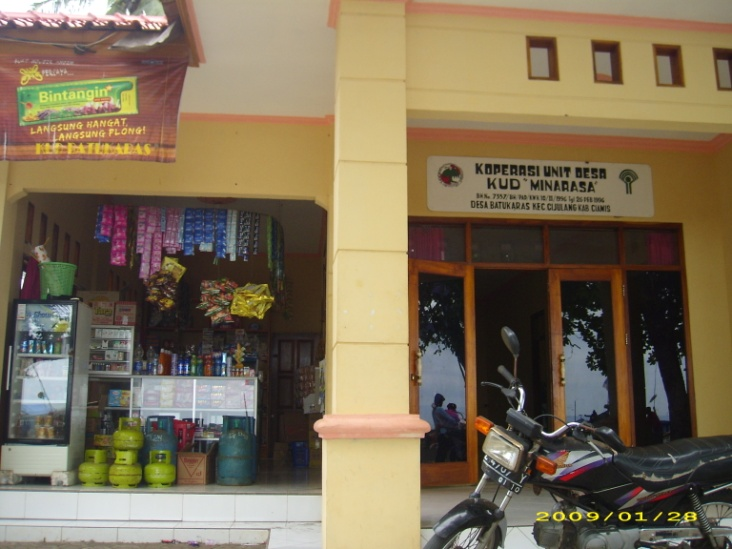 Bintangin
LANGSUNG HANGAT,
LANGSUNG PLONG!
KUD BATUKARAS
KOPERASI UNIT DESA
KUD "MINARASA"
DESA BATUKARAS KEC CIJULANG-KAB CIAMIS
2009/01/28